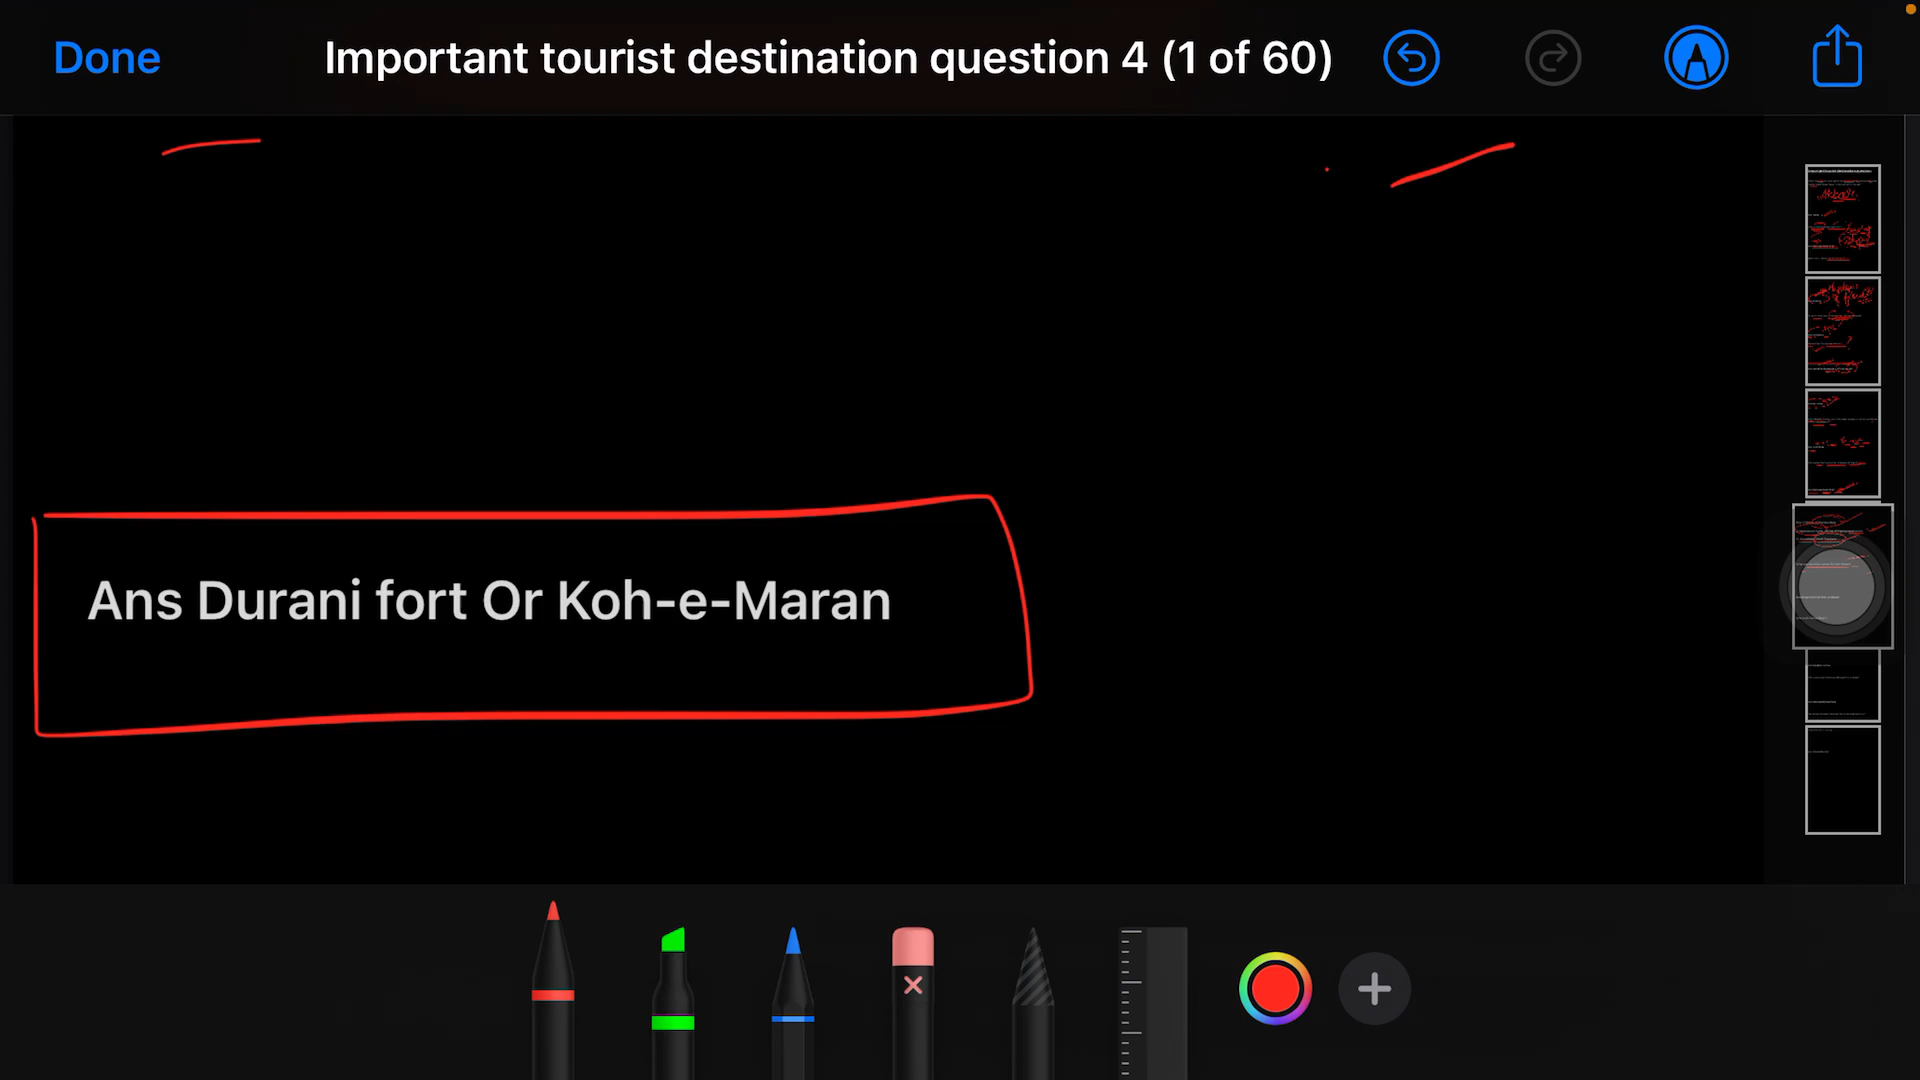 Done
Important tourist destination question 4 (1 of 60)
Ans Durani fort Or Koh-e-Maran